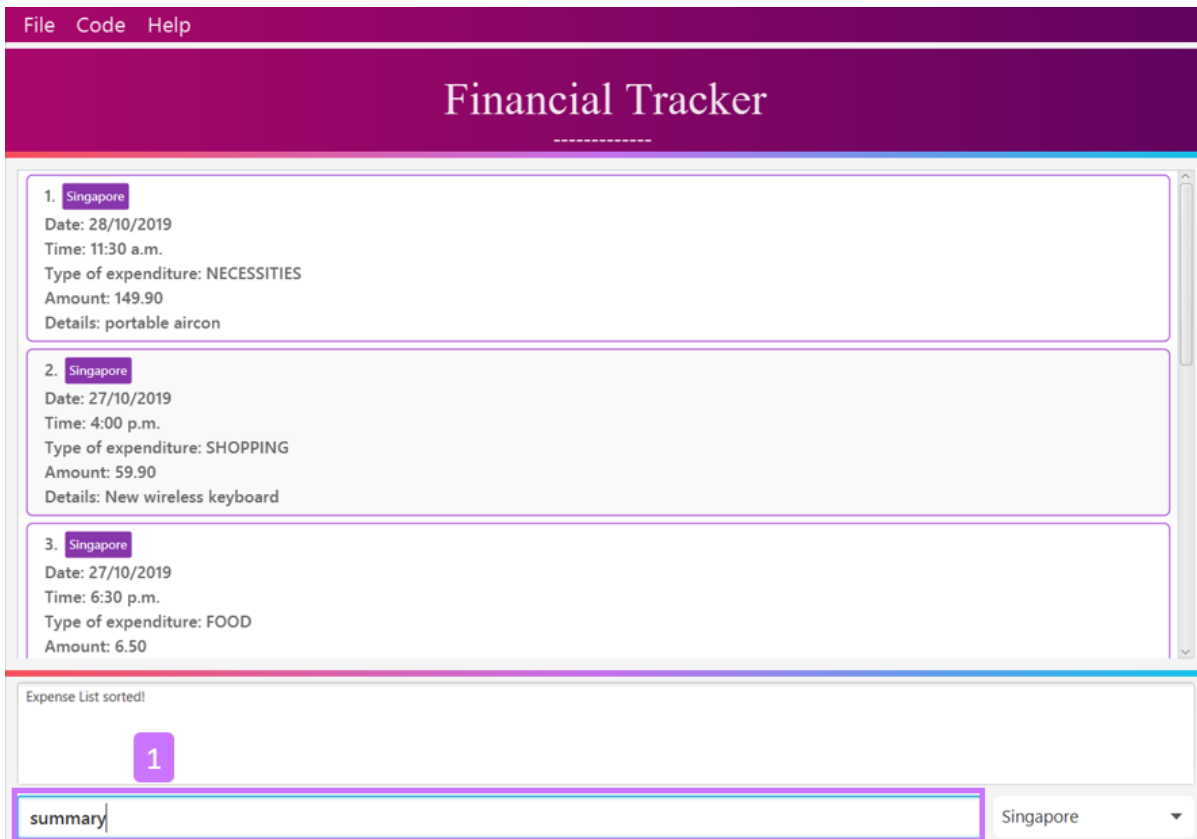 File Code Help
Financial Tracker
-------------
1. Singapore
Date: 28/10/2019
Time: 11:30 a.m.
Type of expenditure: NECESSITIES
Amount: 149.90
Details: portable aircon
2. Singapore
Date: 27/10/2019
Time: 4:00 p.m.
Type of expenditure: SHOPPING
Amount: 59.90
Details: New wireless keyboard
3. Singapore
Date: 27/10/2019
Time: 6:30 p.m.
Type of expenditure: FOOD
Amount: 6.50
Expense List sorted!
1
summary
Singapore